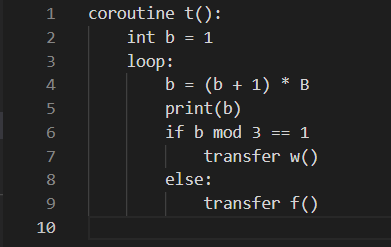 1 coroutine t():
2     int b = 1
3     loop:
4         b = (b + 1) * B
5         print(b)
6         if b mod 3 == 1
7             transfer w()
8         else:
9             transfer f()
10